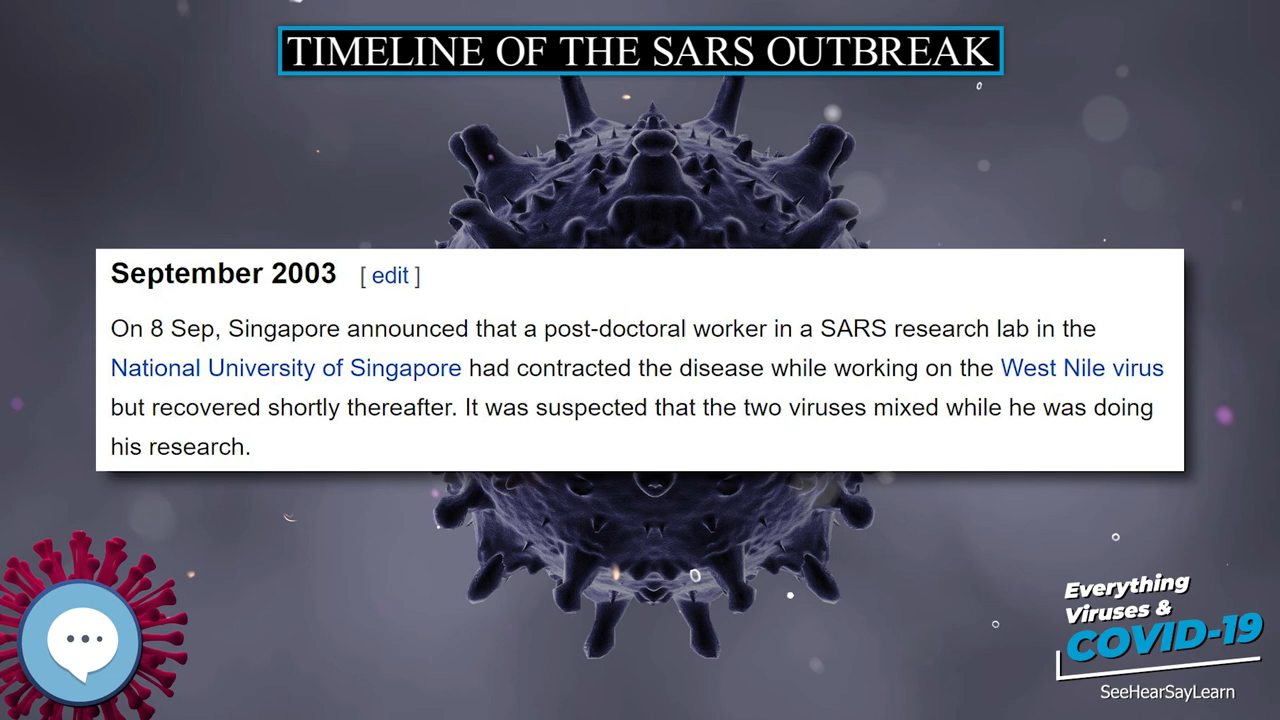 TIMELINE OF THE SARS OUTBREAK
September 2003 [ edit ]
On 8 Sep, Singapore announced that a post-doctoral worker in a SARS research lab in the
National University of Singapore had contracted the disease while working on the West Nile virus
but recovered shortly thereafter. It was suspected that the two viruses mixed while he was doing
his research.
Everything
Viruses &
COVID-19
SeeHearSayLearn